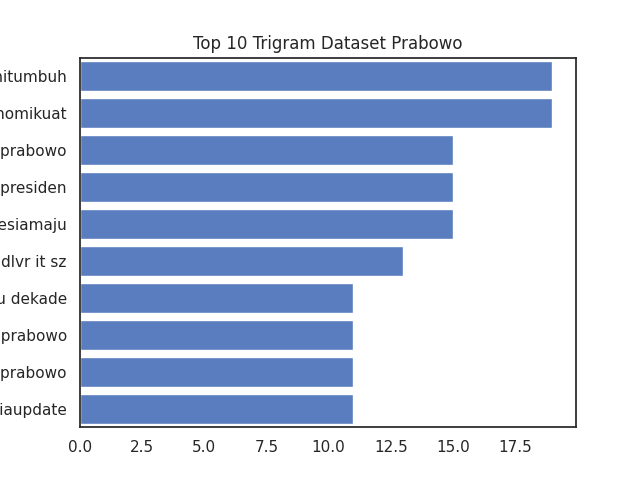 Top 10 Trigram Dataset Prabowo
nitumbuh
nomikuat
prabowo
presiden
esiamaju
dlvr it sz
u dekade
prabowo
prabowo
iaupdate
0.0 2.5 5.0 7.5 10.0 12.5 15.0 17.5